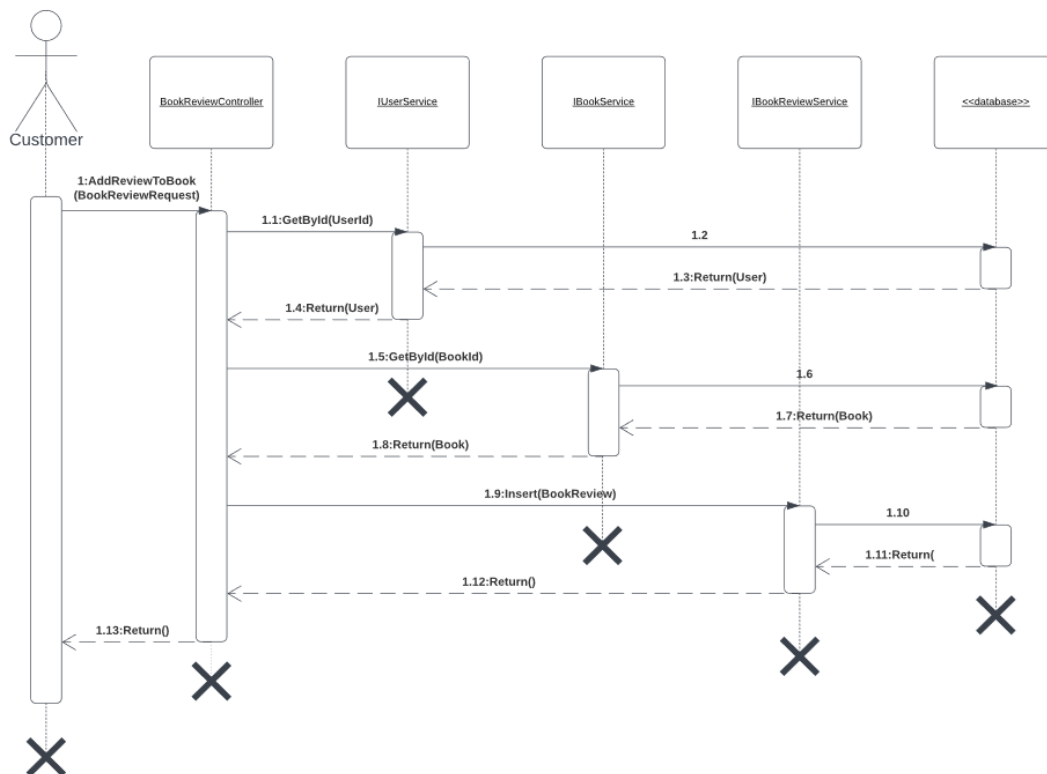 BookReviewController
IUserService
IBookService
IBookReviewService
<<database>>
Customer
1:AddReviewToBook
(BookReviewRequest)
1.1:GetById(UserId)
1.2
1.3:Return(User)
1.4:Return(User)
1.5:GetById(BookId)
1.6
1.7:Return(Book)
1.8:Return(Book)
1.9:Insert(BookReview)
1.10
1.11:Return(
1.12:Return()
1.13:Return()